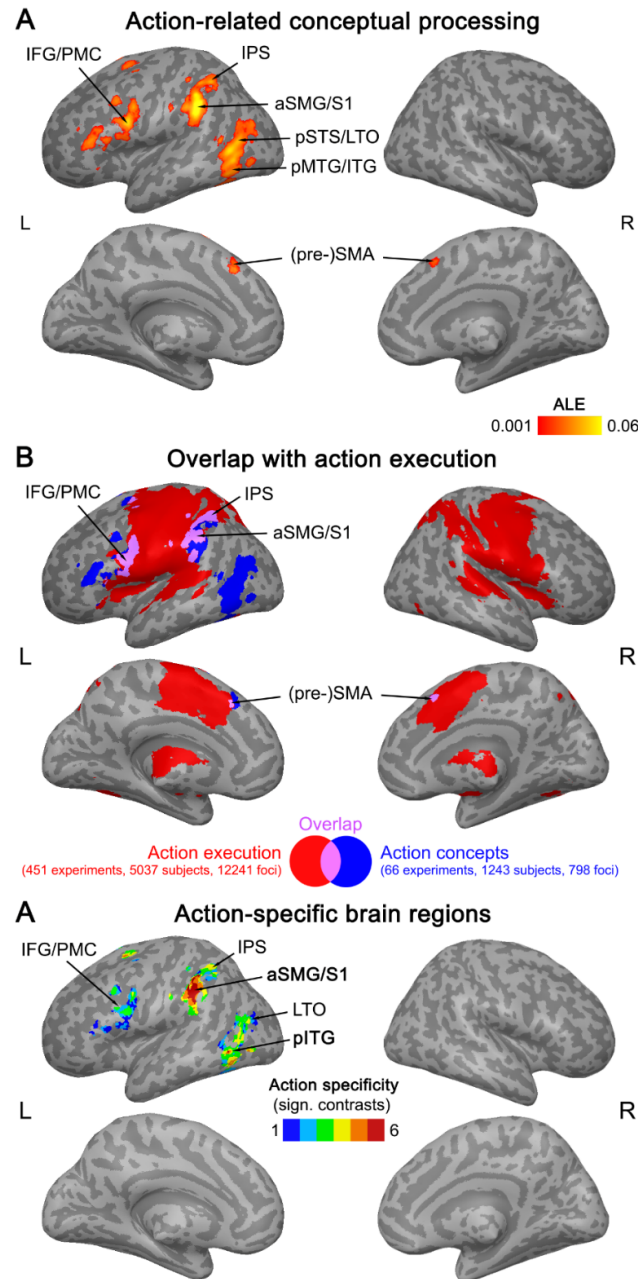 A Action-related conceptual processing
IFG/PMC
IPS
aSMG/S1
pSTS/LTO
pMTG/ITG
L
R
(pre-)SMA
ALE
0.001 0.06
B Overlap with action execution
IFG/PMC
IPS
aSMG/S1
L
R
(pre-)SMA
Overlap
Action execution
(451 experiments, 5037 subjects, 12241 foci)
Action concepts
(66 experiments, 1243 subjects, 798 foci)
A Action-specific brain regions
IFG/PMC
IPS
aSMG/S1
LTO
pITG
L
R
Action specificity
(sign. contrasts)
1 6